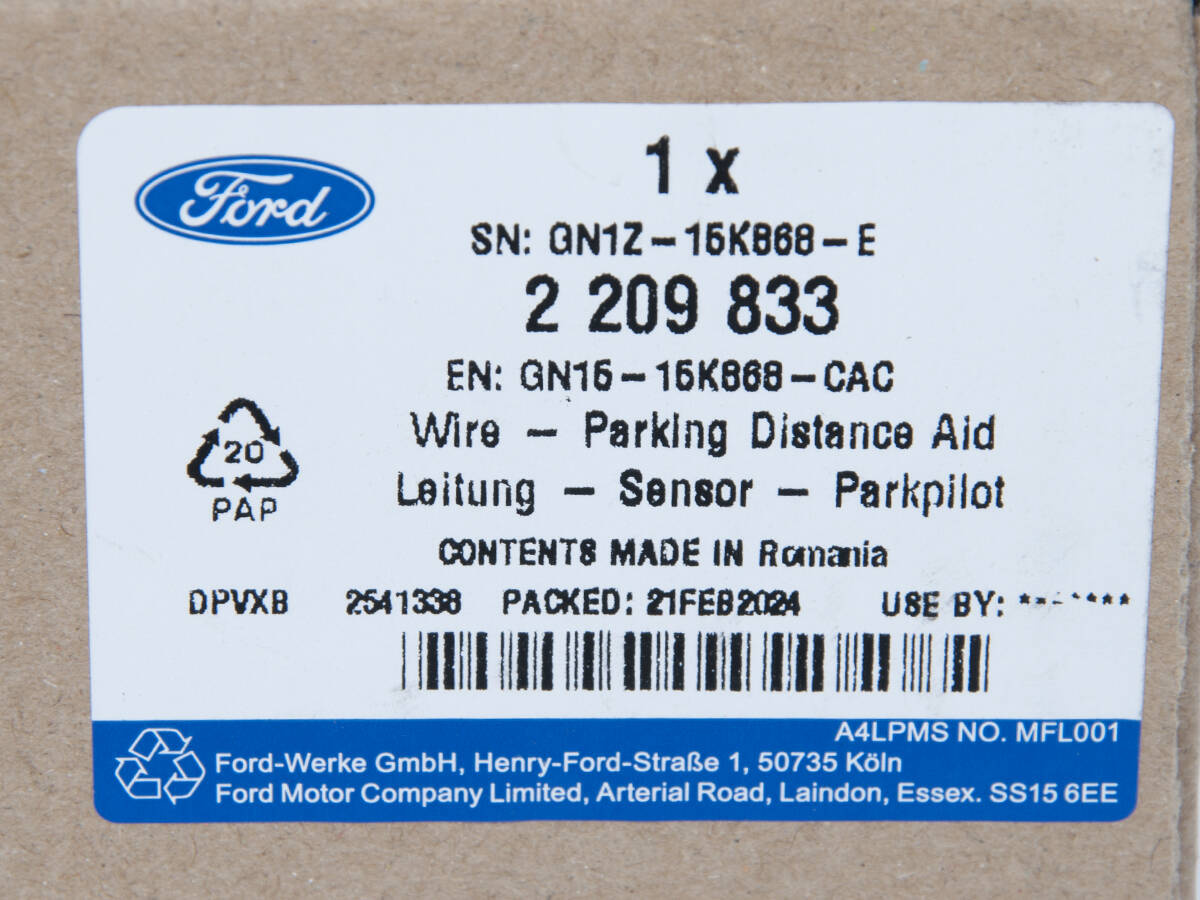 Ford
1 x
SN: GN1Z-15K868-E
2 209 833
EN: GN15-15K868-CAC
Wire - Parking Distance Aid
Leitung - Sensor - Parkpilot
20
PAP
CONTENTS MADE IN Romania
DPVXB 2541338 PACKED: 21FEB2024 USE BY: *******
A4LPMS NO. MFL001
Ford-Werke GmbH, Henry-Ford-Straße 1, 50735 Köln
Ford Motor Company Limited, Arterial Road, Laindon, Essex. SS15 6EE